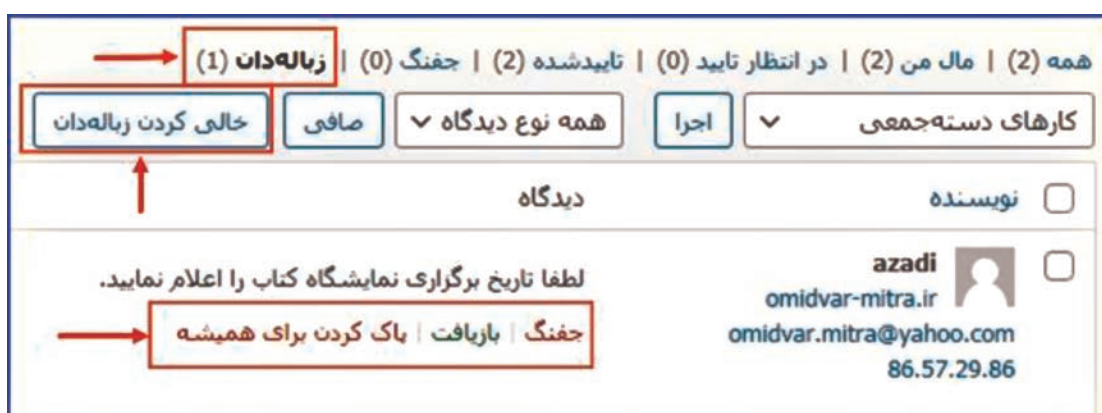 همه (2) | مال من (2) | در انتظار تایید (0) | تاییدشده (2) | جفنگ (0) | زباله‌دان (1)
کارهای دسته‌جمعی اجرا همه نوع دیدگاه صافی خالی کردن زباله‌دان
نویسنده دیدگاه
azadi
omidvar-mitra.ir
omidvar.mitra@yahoo.com
86.57.29.86
لطفا تاریخ برگزاری نمایشگاه کتاب را اعلام نمایید.
جفنگ | بازیافت | پاک کردن برای همیشه